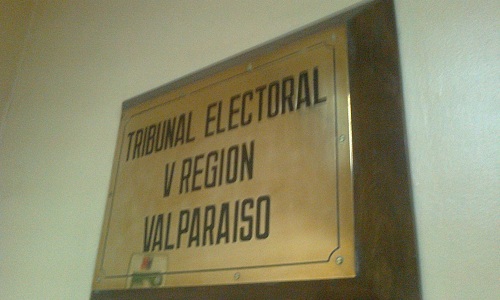 TRIBUNAL ELECTORAL
V REGION
VALPARAISO